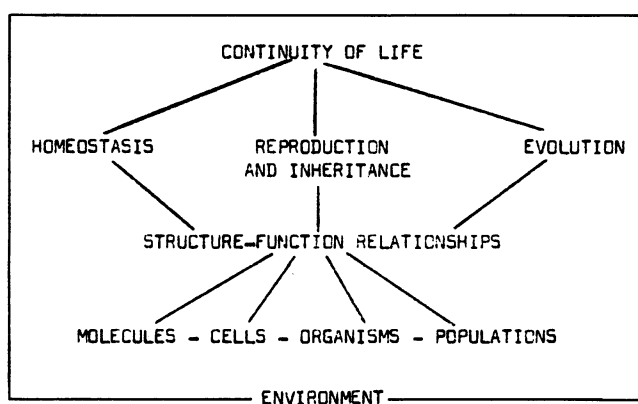 CONTINUITY OF LIFE
HOMEOSTASIS REPRODUCTION AND INHERITANCE EVOLUTION
STRUCTURE-FUNCTION RELATIONSHIPS
MOLECULES - CELLS - ORGANISMS - POPULATIONS
ENVIRONMENT